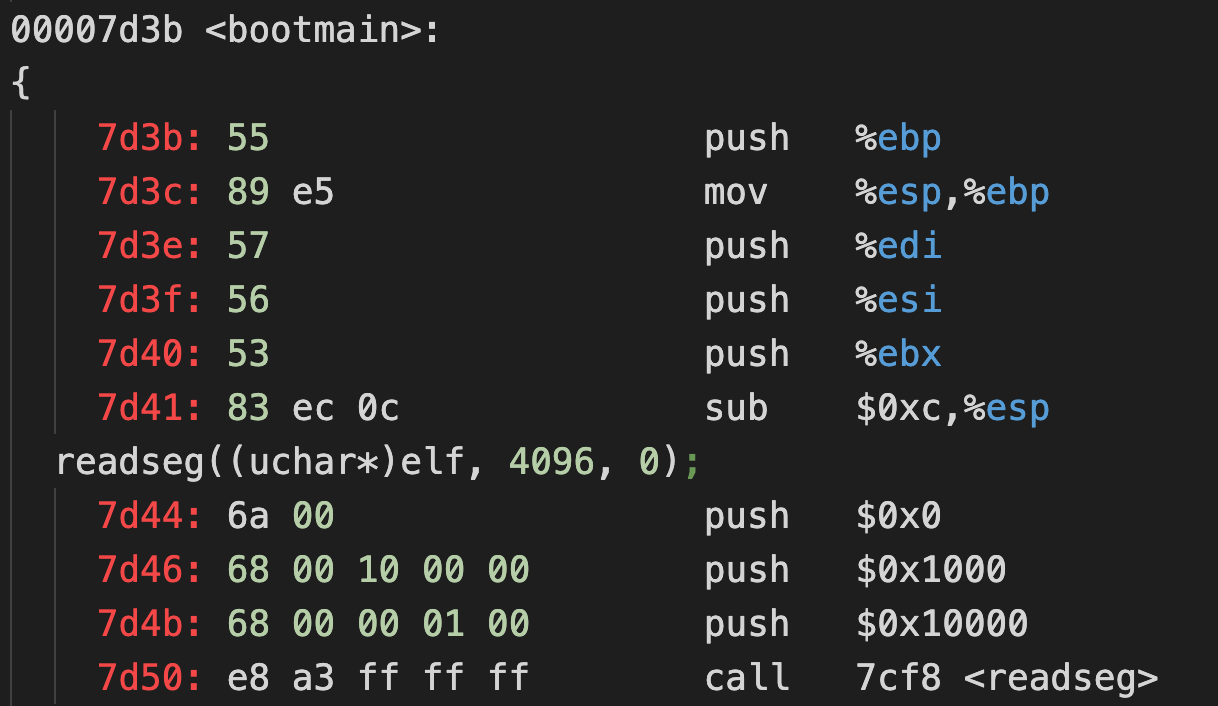 00007d3b <bootmain>:
{
7d3b: 55 push %ebp
7d3c: 89 e5 mov %esp,%ebp
7d3e: 57 push %edi
7d3f: 56 push %esi
7d40: 53 push %ebx
7d41: 83 ec 0c sub $0xc,%esp
readseg((uchar*)elf, 4096, 0);
7d44: 6a 00 push $0x0
7d46: 68 00 10 00 00 push $0x1000
7d4b: 68 00 00 01 00 push $0x10000
7d50: e8 a3 ff ff ff call 7cf8 <readseg>